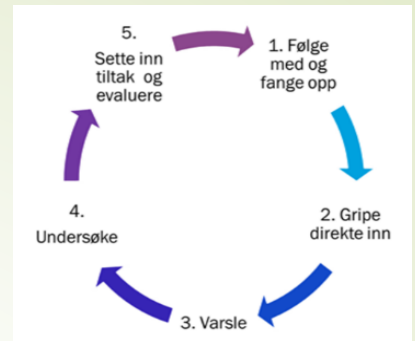 1. Følge
med og
fange opp
2. Gripe
direkte inn
3. Varsle
4.
Undersøke
5.
Sette inn
tiltak og
evaluere